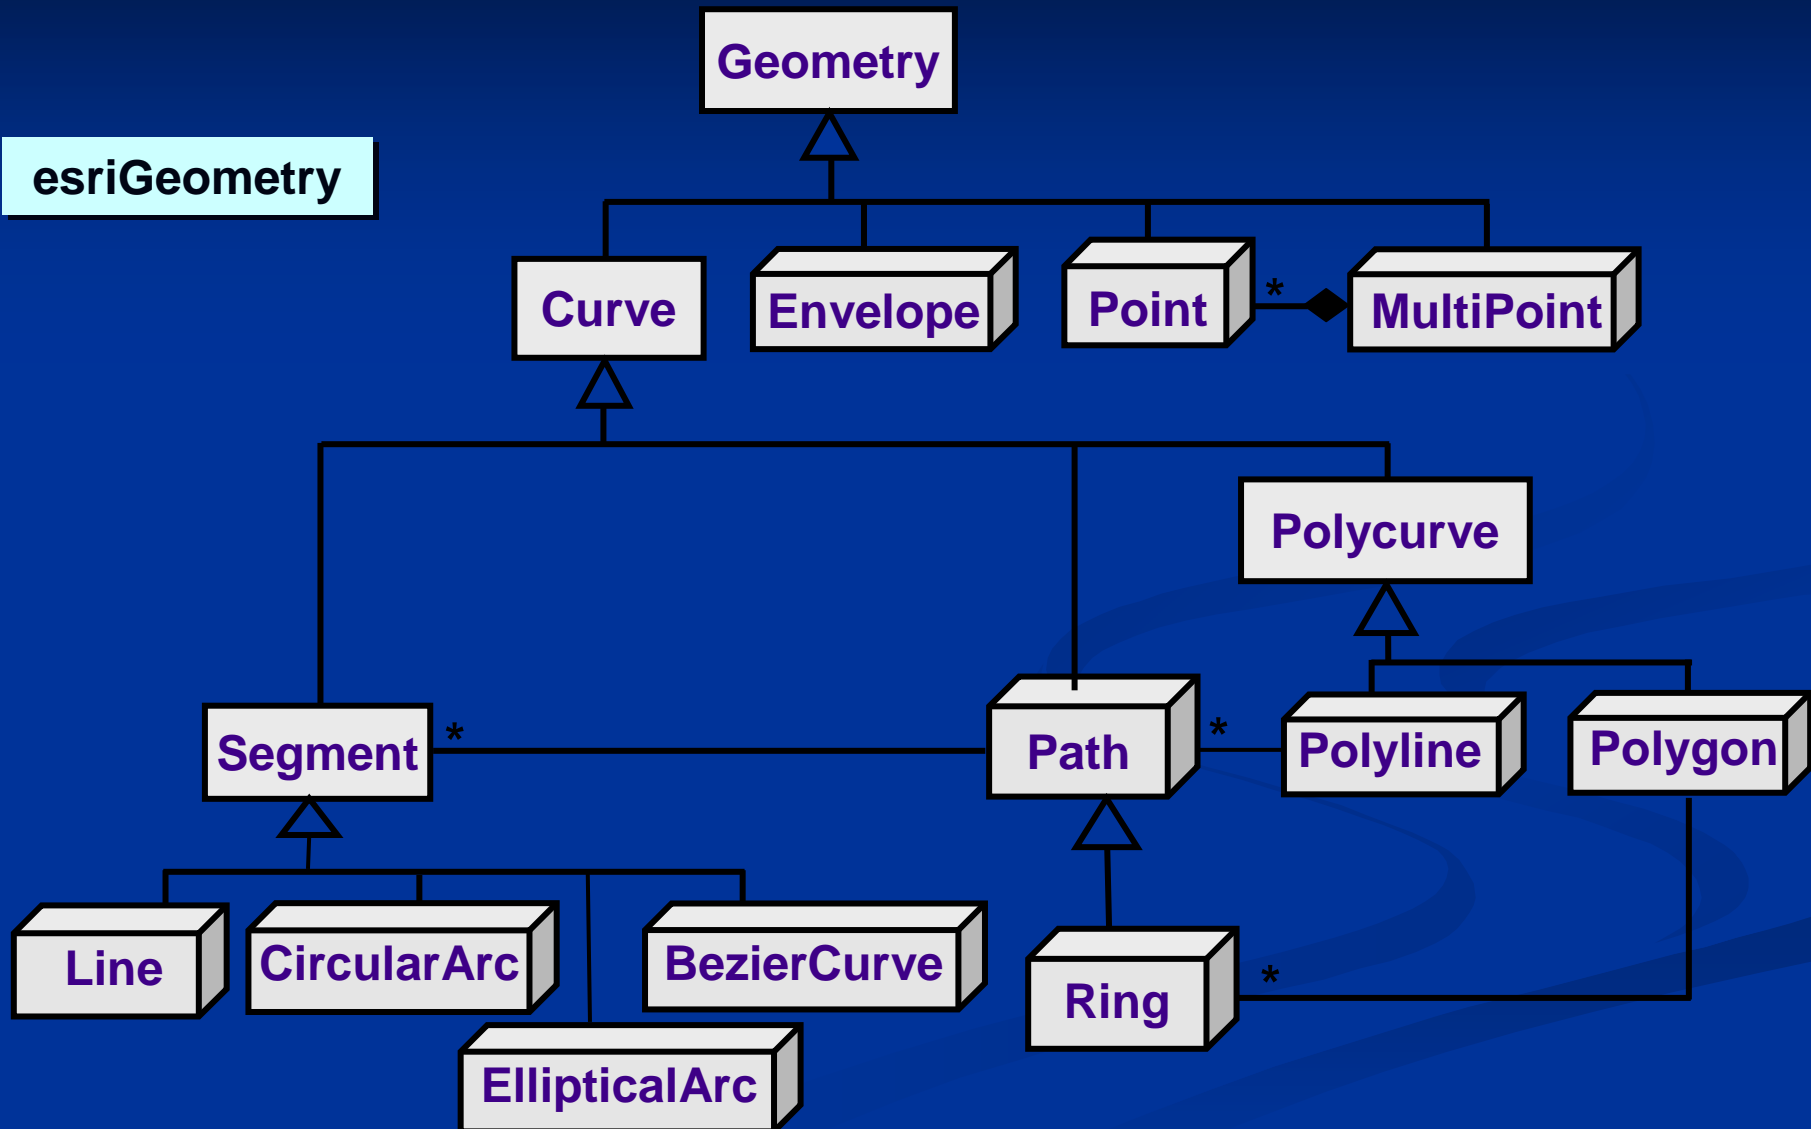 Geometry
esriGeometry
Curve
Envelope
Point
*
MultiPoint
Polycurve
Segment
*
Path
*
Polyline
Polygon
Line
CircularArc
BezierCurve
Ring
*
EllipticalArc